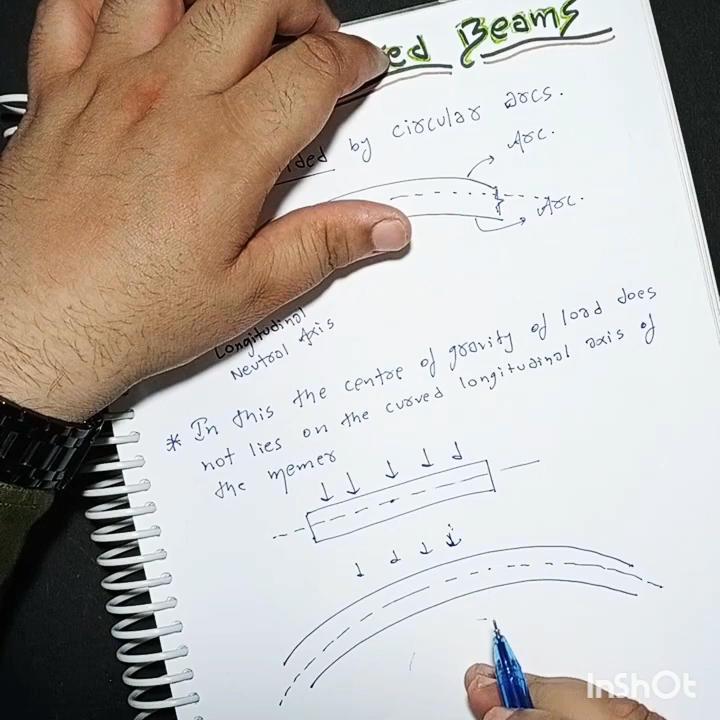 Beams
by circular arcs.
Arc.
Arc.
Longitudinal
Neutral Axis
* In this the centre of gravity of load does
not lies on the curved longitudinal axis of
the memer
InShOt